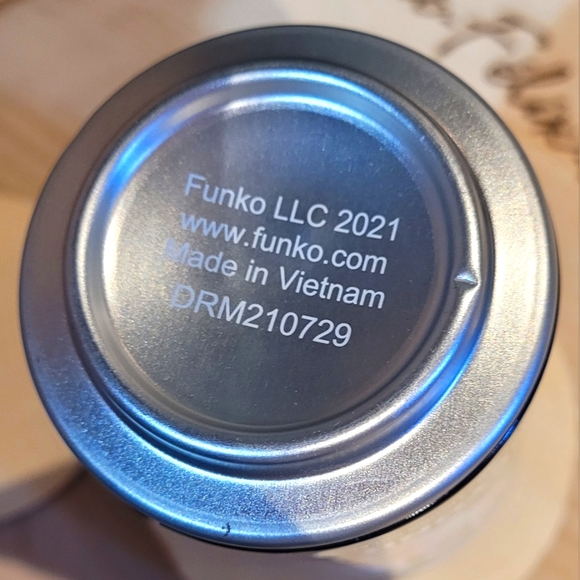 Funko LLC 2021
www.funko.com
Made in Vietnam
DRM210729